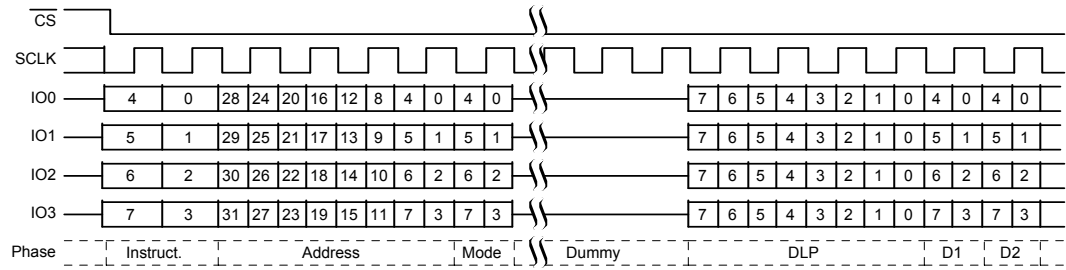 CS
SCLK
IO0 4 0 28 24 20 16 12 8 4 0 4 0 7 6 5 4 3 2 1 0 4 0 4 0
IO1 5 1 29 25 21 17 13 9 5 1 5 1 7 6 5 4 3 2 1 0 5 1 5 1
IO2 6 2 30 26 22 18 14 10 6 2 6 2 7 6 5 4 3 2 1 0 6 2 6 2
IO3 7 3 31 27 23 19 15 11 7 3 7 3 7 6 5 4 3 2 1 0 7 3 7 3
Phase Instruct. Address Mode Dummy DLP D1 D2